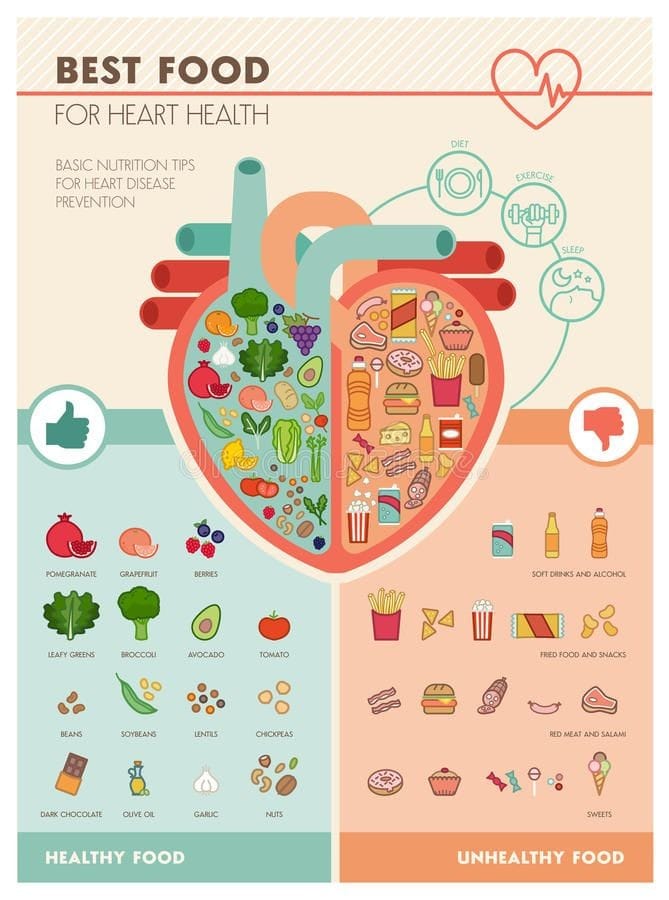 BEST FOOD
FOR HEART HEALTH
BASIC NUTRITION TIPS
FOR HEART DISEASE
PREVENTION
DIET
EXERCISE
SLEEP
dreamstime.com
POMEGRANATE
GRAPEFRUIT
BERRIES
SOFT DRINKS AND ALCOHOL
LEAFY GREENS
BROCCOLI
AVOCADO
TOMATO
FRIED FOOD AND SNACKS
BEANS
SOYBEANS
LENTILS
CHICKPEAS
RED MEAT AND SALAMI
DARK CHOCOLATE
OLIVE OIL
GARLIC
NUTS
SWEETS
HEALTHY FOOD
UNHEALTHY FOOD